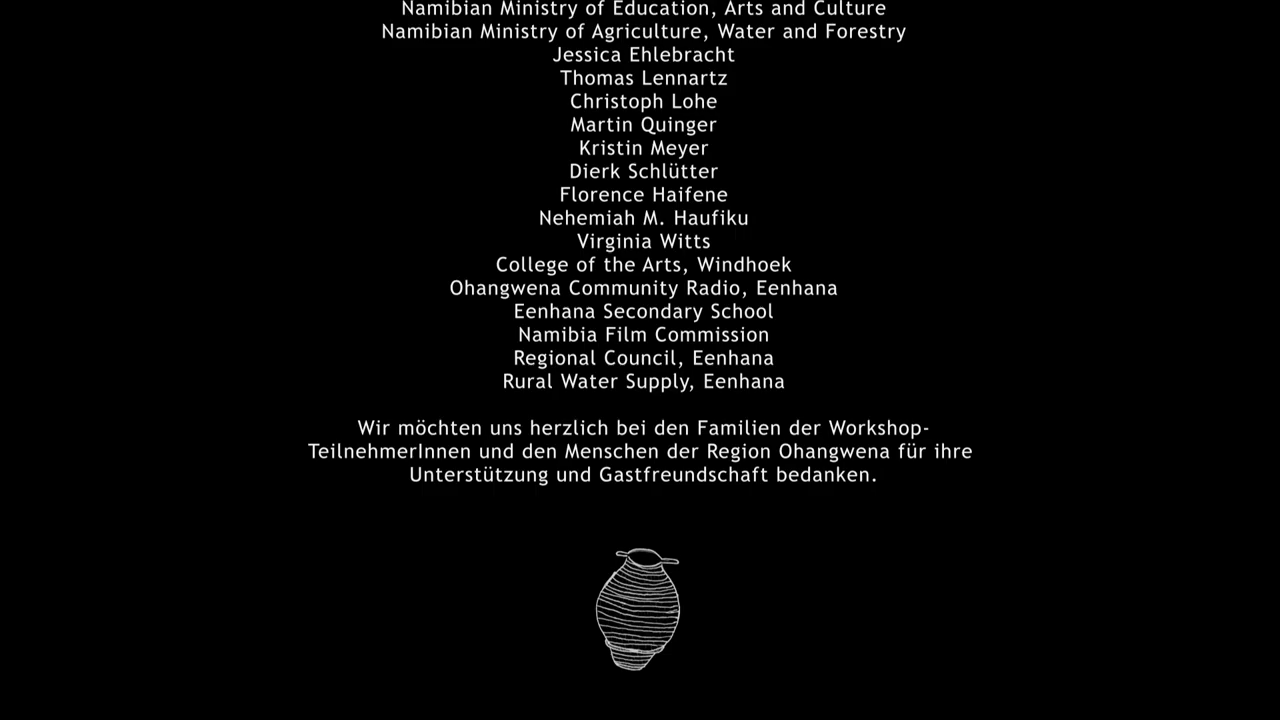 Namibian Ministry of Education, Arts and Culture
Namibian Ministry of Agriculture, Water and Forestry
Jessica Ehlebracht
Thomas Lennartz
Christoph Lohe
Martin Quinger
Kristin Meyer
Dierk Schlütter
Florence Haifene
Nehemiah M. Haufiku
Virginia Witts
College of the Arts, Windhoek
Ohangwena Community Radio, Eenhana
Eenhana Secondary School
Namibia Film Commission
Regional Council, Eenhana
Rural Water Supply, Eenhana
Wir möchten uns herzlich bei den Familien der Workshop-
TeilnehmerInnen und den Menschen der Region Ohangwena für ihre
Unterstützung und Gastfreundschaft bedanken.